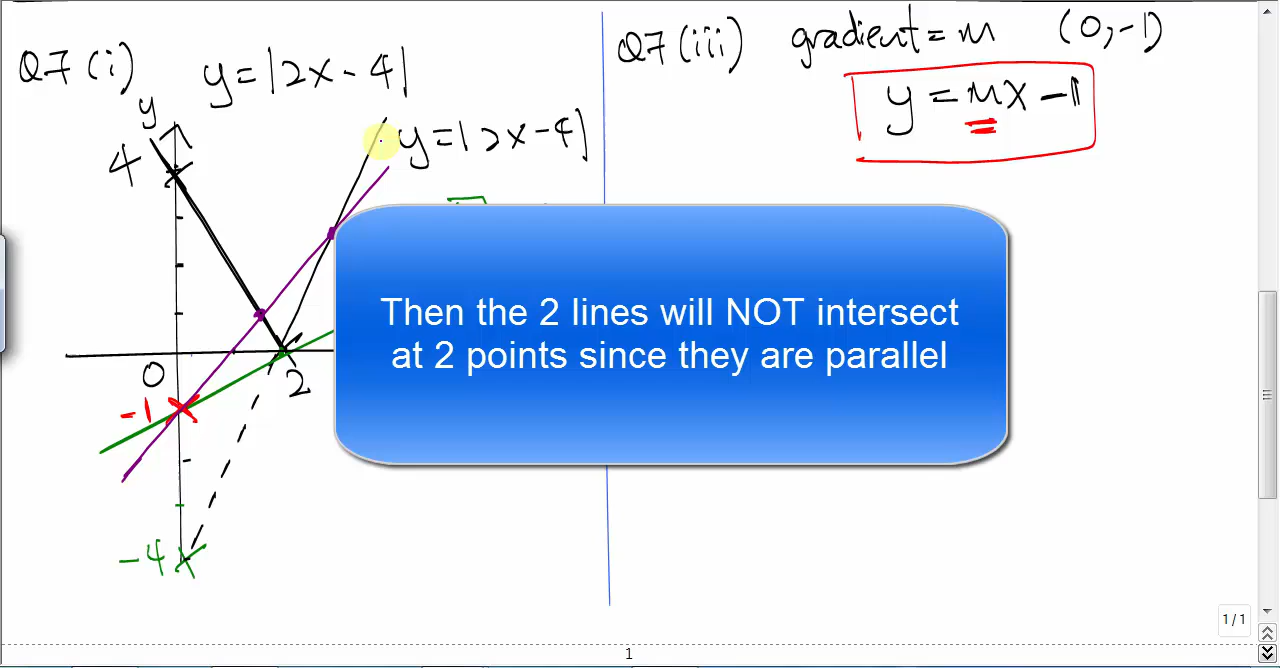 Q7 (i) y = |2x - 4|
y
4
y = |2x - 4|
0
2
-1
-4
Q7 (iii) gradient = m (0, -1)
y = mx - 1
Then the 2 lines will NOT intersect
at 2 points since they are parallel
1 / 1
1